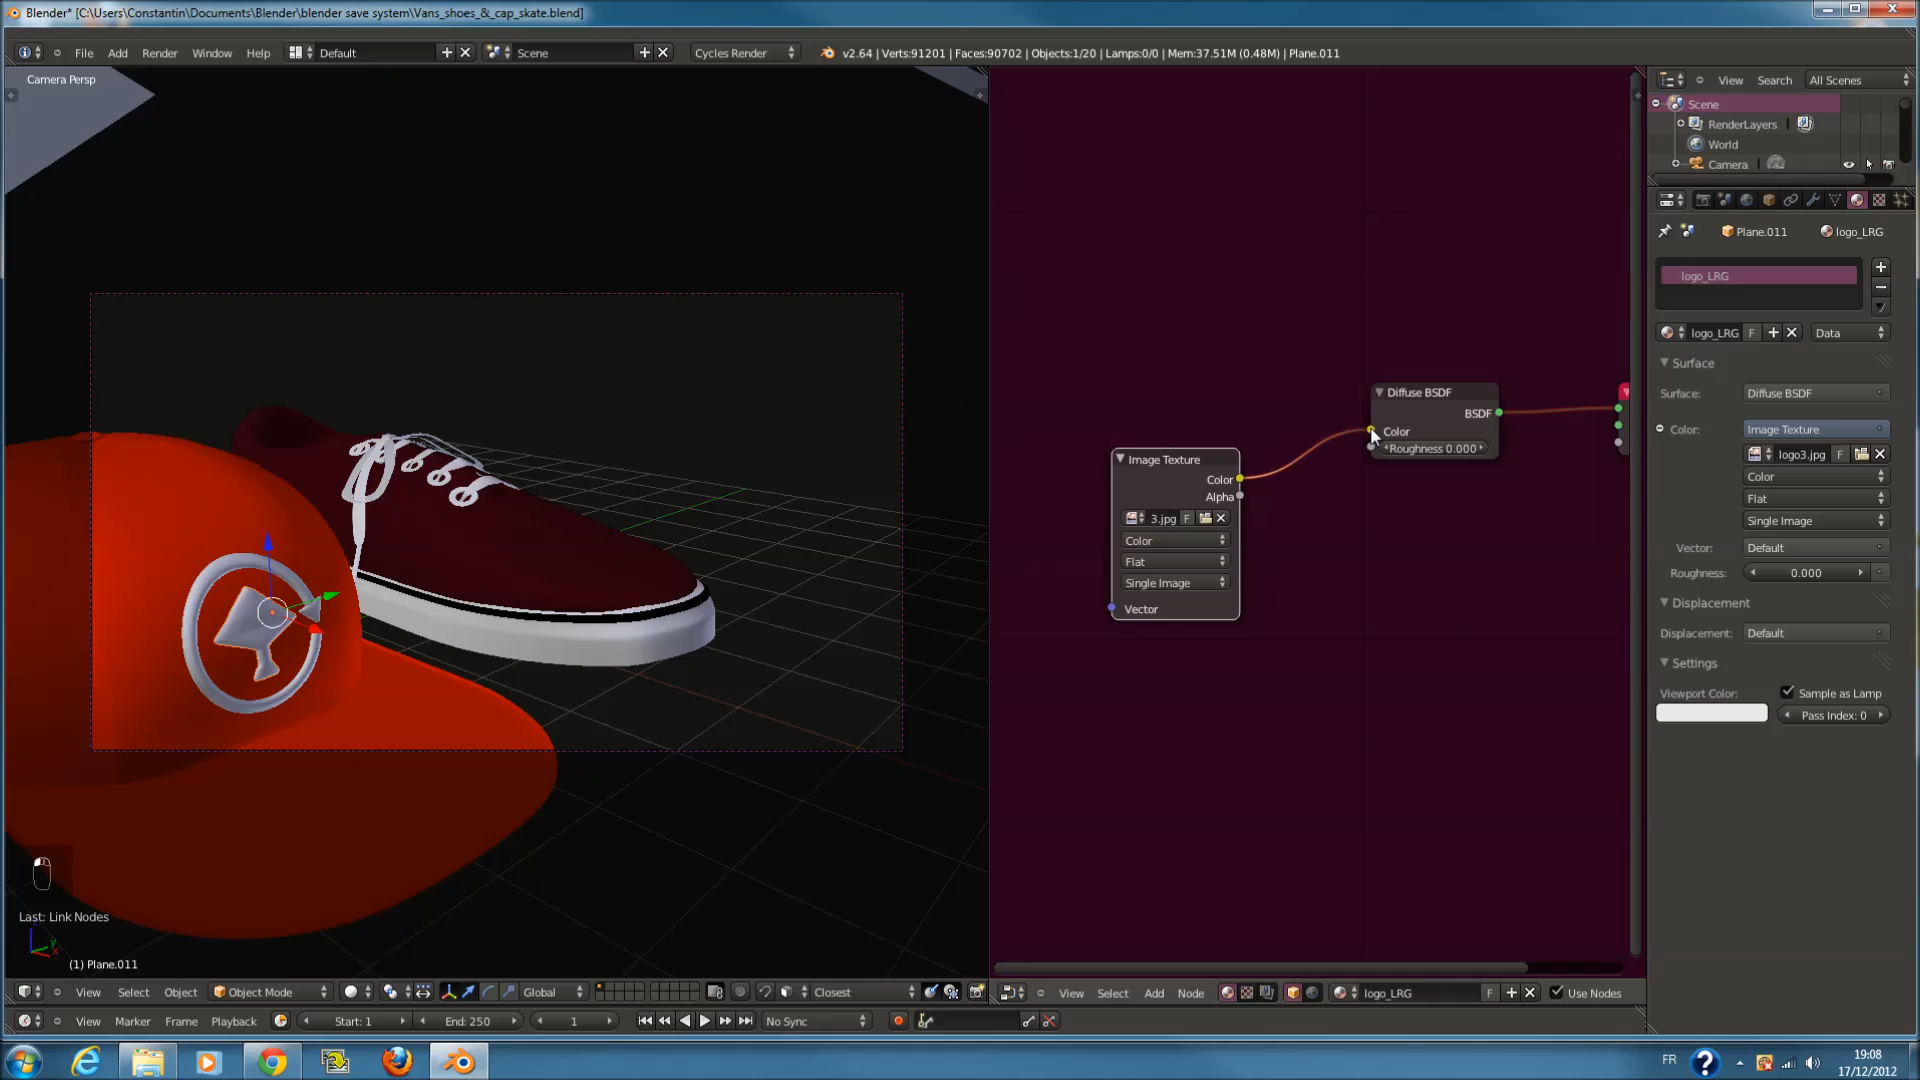 Blender* [C:\Users\Constantin\Documents\Blender\blender save system\Vans_shoes_&_cap_skate.blend]
File Add Render Window Help Default Scene Cycles Render v2.64 | Verts:91201 | Faces:90702 | Objects:1/20 | Lamps:0/0 | Mem:37.51M (0.48M) | Plane.011
Camera Persp
View Search All Scenes
Scene
RenderLayers
World
Camera
Plane.011 logo_LRG
logo_LRG
logo_LRG F Data
Surface
Surface: Diffuse BSDF
Color: Image Texture
logo3.jpg F
Color
Flat
Single Image
Vector: Default
Roughness: 0.000
Displacement
Displacement: Default
Settings
Viewport Color: Sample as Lamp
Pass Index: 0
Diffuse BSDF
BSDF
Color
Roughness 0.000
Image Texture
Color
Alpha
3.jpg F
Color
Flat
Single Image
Vector
Last: Link Nodes
(1) Plane.011
View Select Object Object Mode Global Closest
View Select Add Node logo_LRG F Use Nodes
View Marker Frame Playback Start: 1 End: 250 1 No Sync
FR
19:08
17/12/2012